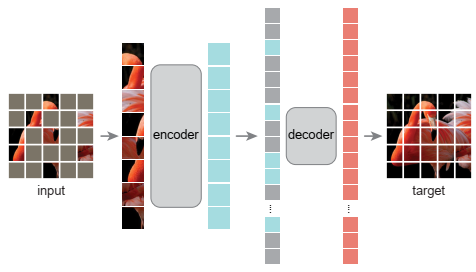 input
encoder
decoder
target